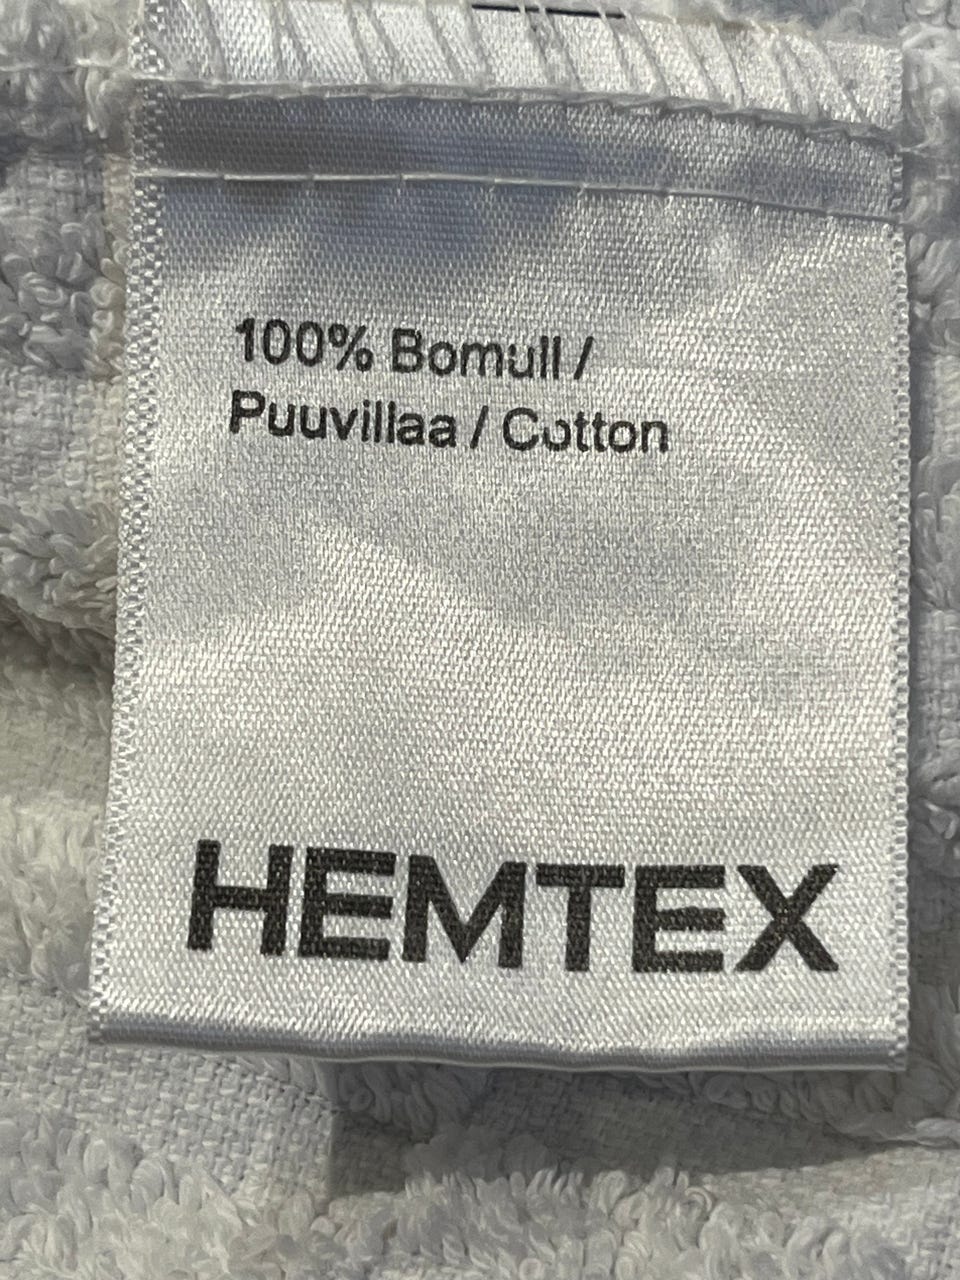 100% Bomull /
Puuvillaa / Cotton
HEMTEX